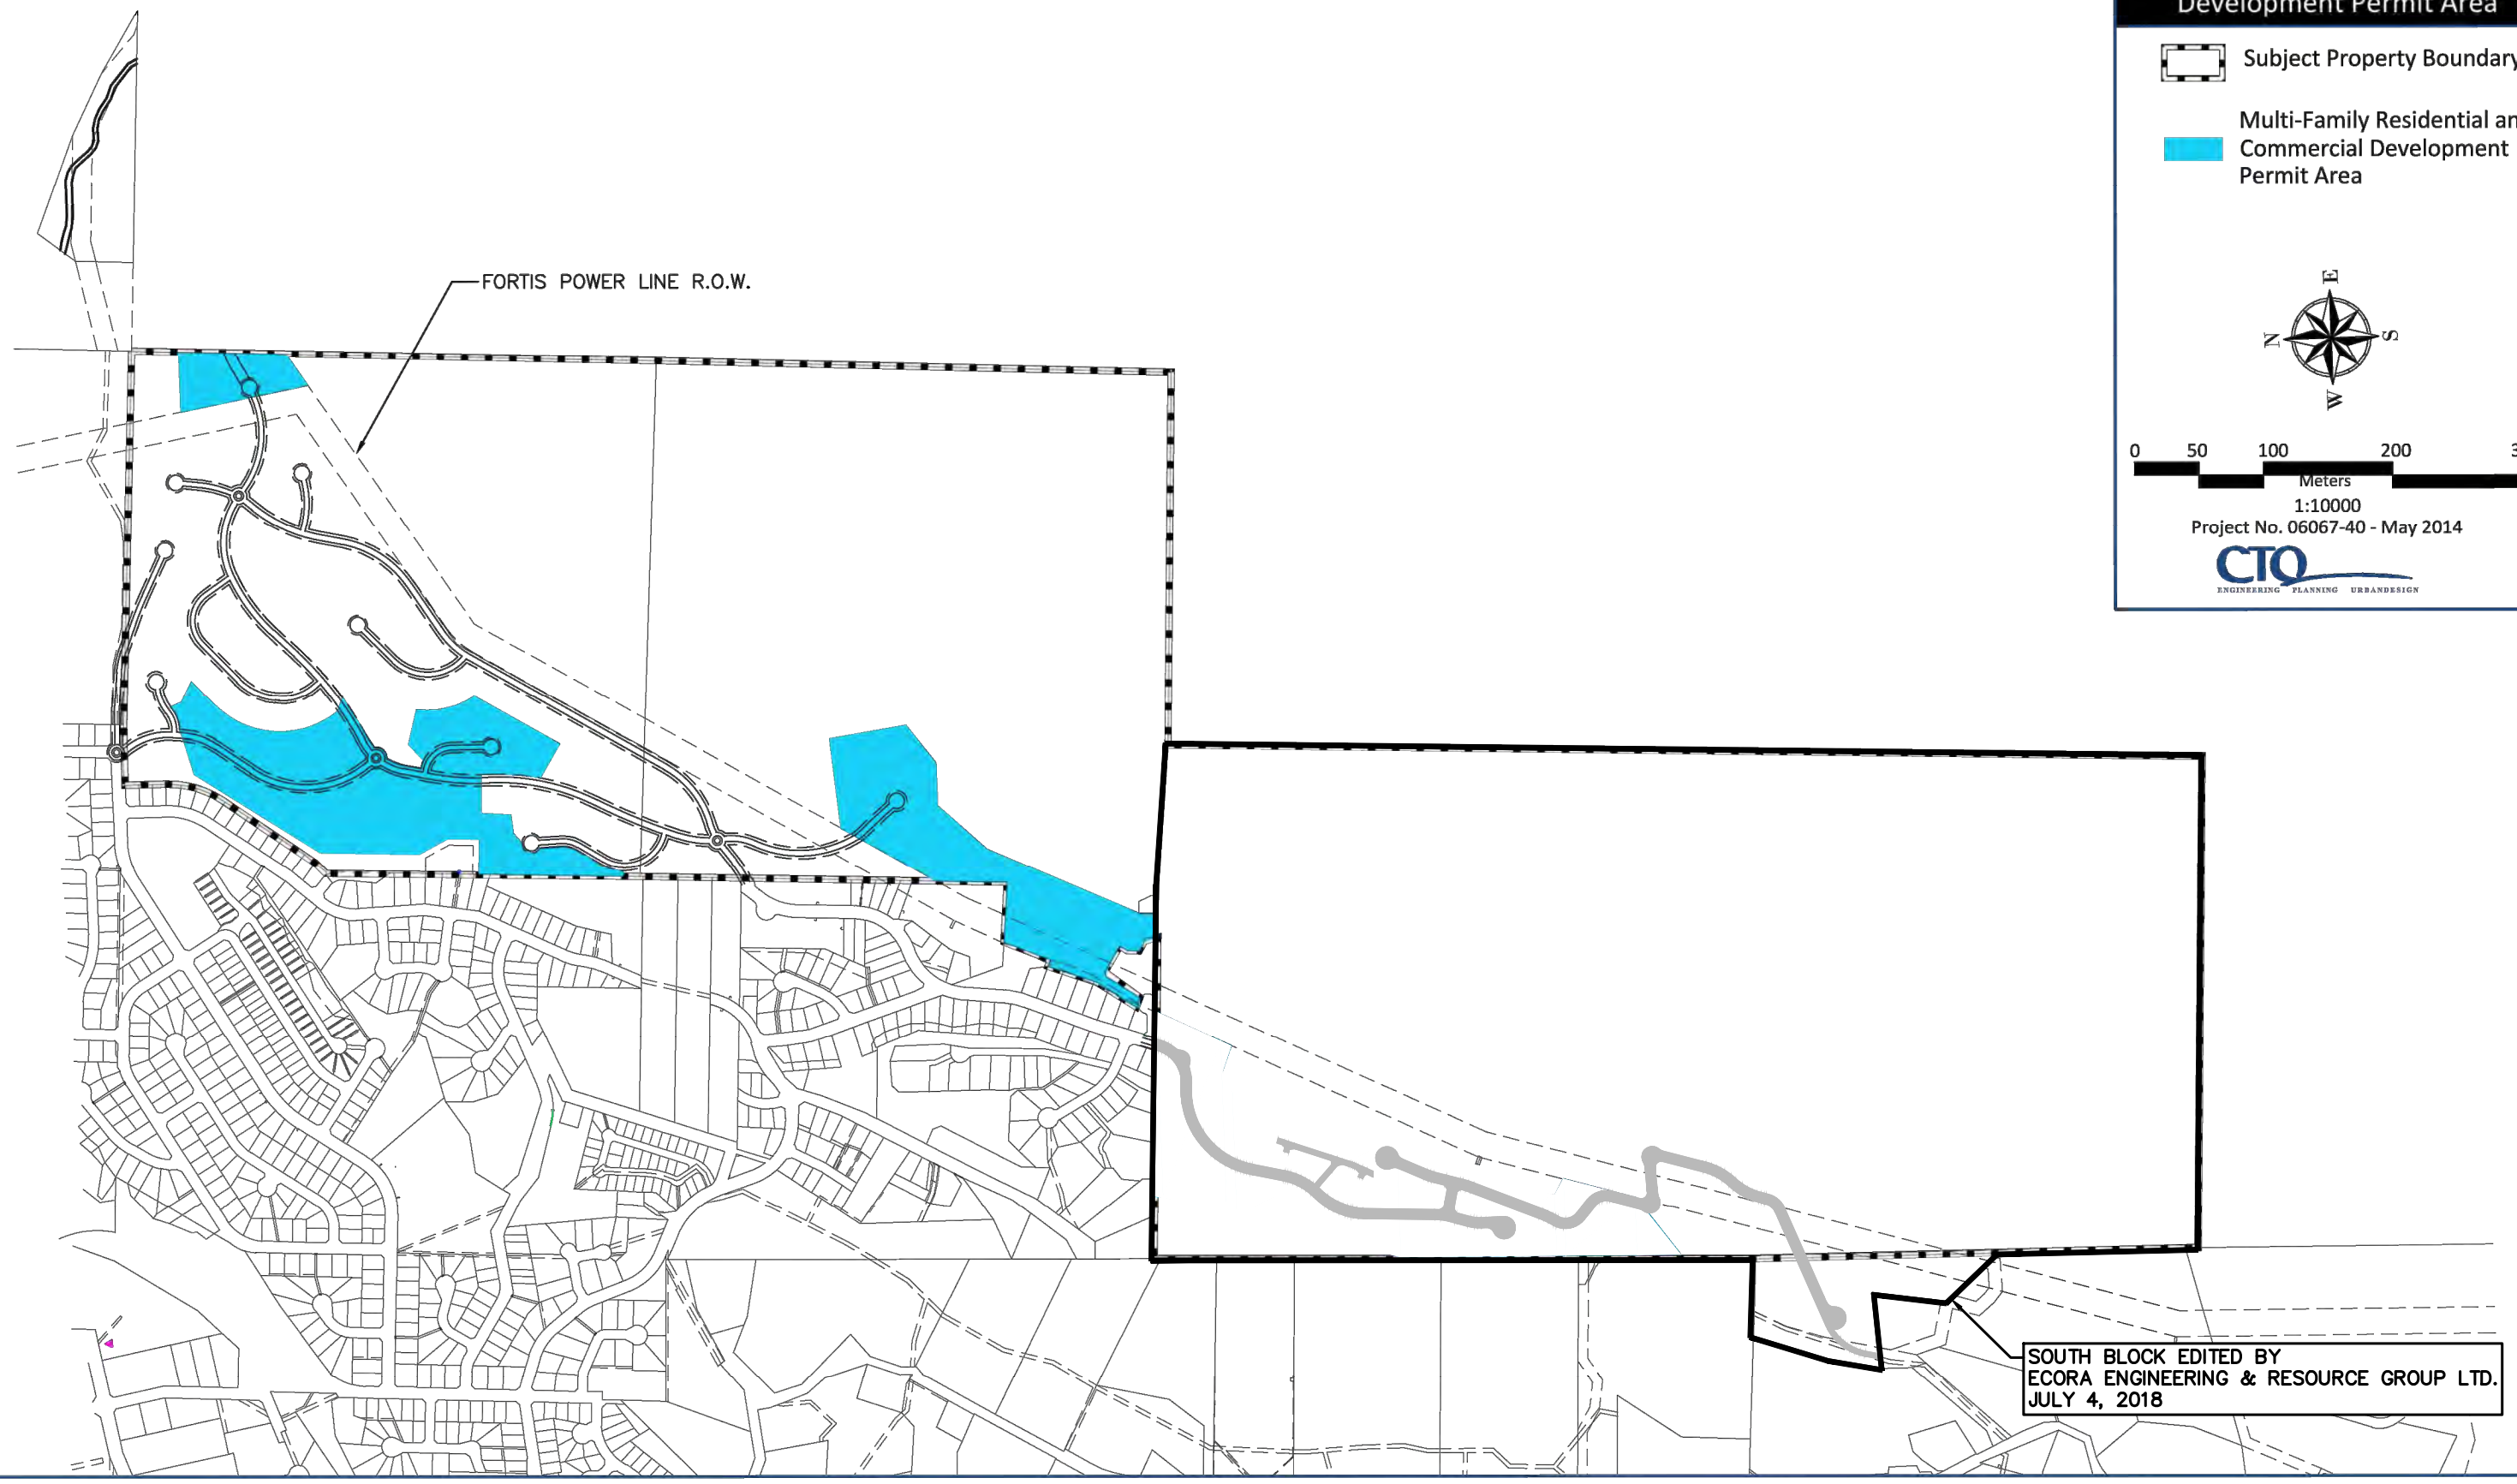 Development Permit Area
Subject Property Boundary
Multi-Family Residential
Commercial Development
Permit Area
FORTIS POWER LINE R.O.W.
E
N
S
W
0 50 100 200
Meters
1:10000
Project No. 06067-40 - May 2014
CTQ
ENGINEERING PLANNING URBANDESIGN
SOUTH BLOCK EDITED BY
ECORA ENGINEERING & RESOURCE GROUP LTD.
JULY 4, 2018